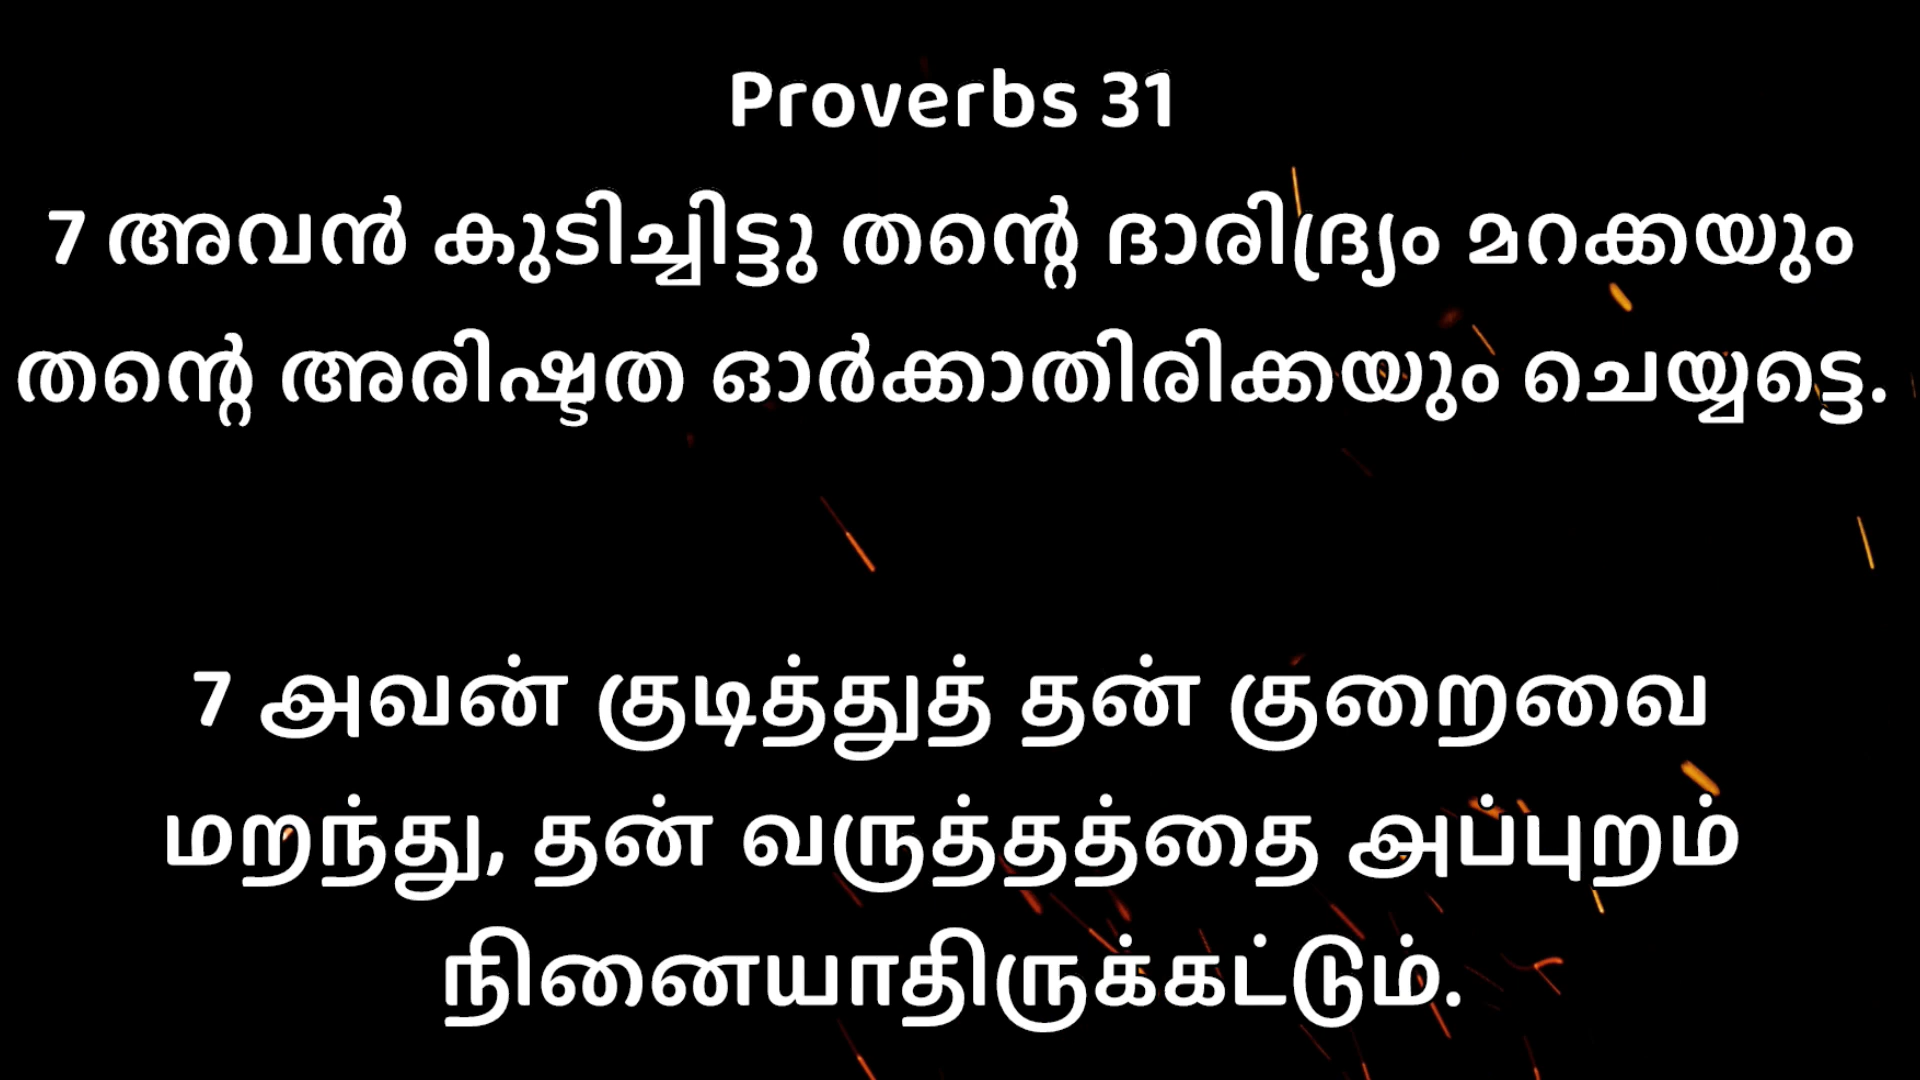 Proverbs 31
7 അവൻ കുടിച്ചിട്ടു തന്റെ ദാരിദ്ര്യം മറക്കയും
തന്റെ അരിഷ്ടത ഓർക്കാതിരിക്കയും ചെയ്യട്ടെ.
7 அவன் குடித்துத் தன் குறைவை
மறந்து, தன் வருத்தத்தை அப்புறம்
நினையாதிருக்கட்டும்.